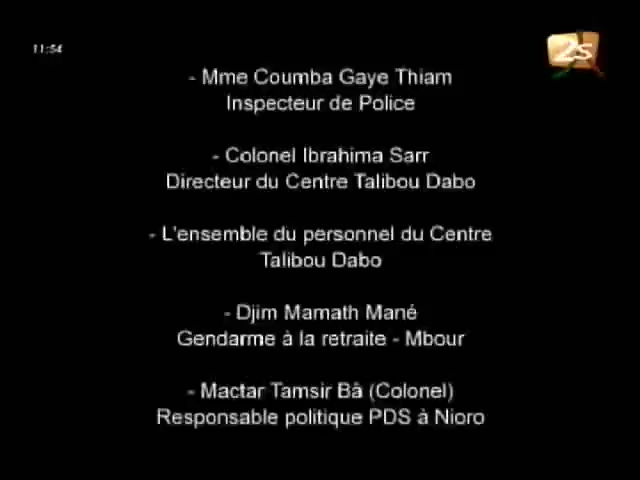 11:54
2s
- Mme Coumba Gaye Thiam
Inspecteur de Police
- Colonel Ibrahima Sarr
Directeur du Centre Talibou Dabo
- L'ensemble du personnel du Centre
Talibou Dabo
- Djim Mamath Mané
Gendarme à la retraite - Mbour
- Mactar Tamsir Bâ (Colonel)
Responsable politique PDS à Nioro